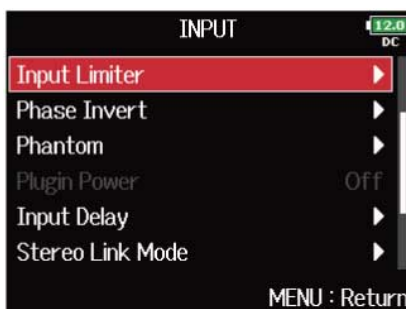 INPUT
12.0
DC
Input Limiter
Phase Invert
Phantom
Plugin Power Off
Input Delay
Stereo Link Mode
MENU : Return